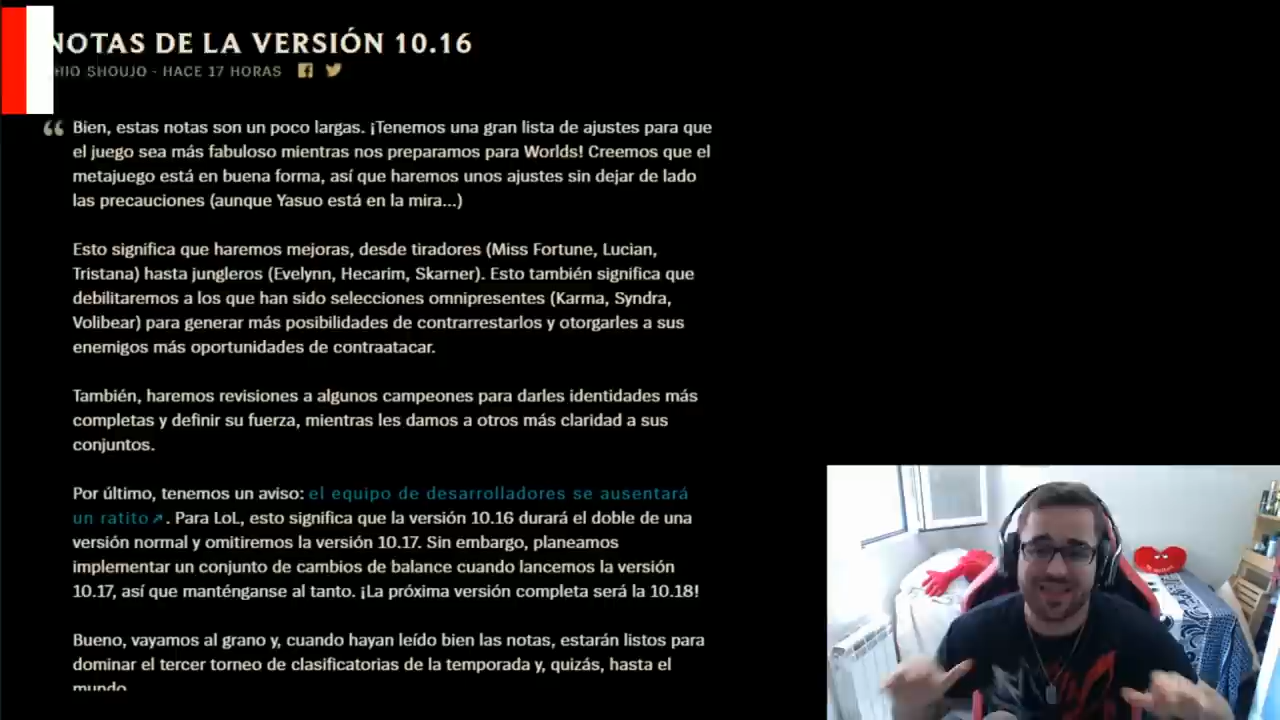 NOTAS DE LA VERSIÓN 10.16
HIO SHOUJO - HACE 17 HORAS
Bien, estas notas son un poco largas. ¡Tenemos una gran lista de ajustes para que
el juego sea más fabuloso mientras nos preparamos para Worlds! Creemos que el
metajuego está en buena forma, así que haremos unos ajustes sin dejar de lado
las precauciones (aunque Yasuo está en la mira...)
Esto significa que haremos mejoras, desde tiradores (Miss Fortune, Lucian,
Tristana) hasta jungleros (Evelynn, Hecarim, Skarner). Esto también significa que
debilitaremos a los que han sido selecciones omnipresentes (Karma, Syndra,
Volibear) para generar más posibilidades de contrarrestarlos y otorgarles a sus
enemigos más oportunidades de contraatacar.
También, haremos revisiones a algunos campeones para darles identidades más
completas y definir su fuerza, mientras les damos a otros más claridad a sus
conjuntos.
Por último, tenemos un aviso: el equipo de desarrolladores se ausentará
un ratito↗. Para LoL, esto significa que la versión 10.16 durará el doble de una
versión normal y omitiremos la versión 10.17. Sin embargo, planeamos
implementar un conjunto de cambios de balance cuando lancemos la versión
10.17, así que manténganse al tanto. ¡La próxima versión completa será la 10.18!
Bueno, vayamos al grano y, cuando hayan leído bien las notas, estarán listos para
dominar el tercer torneo de clasificatorias de la temporada y, quizás, hasta el
mundo.